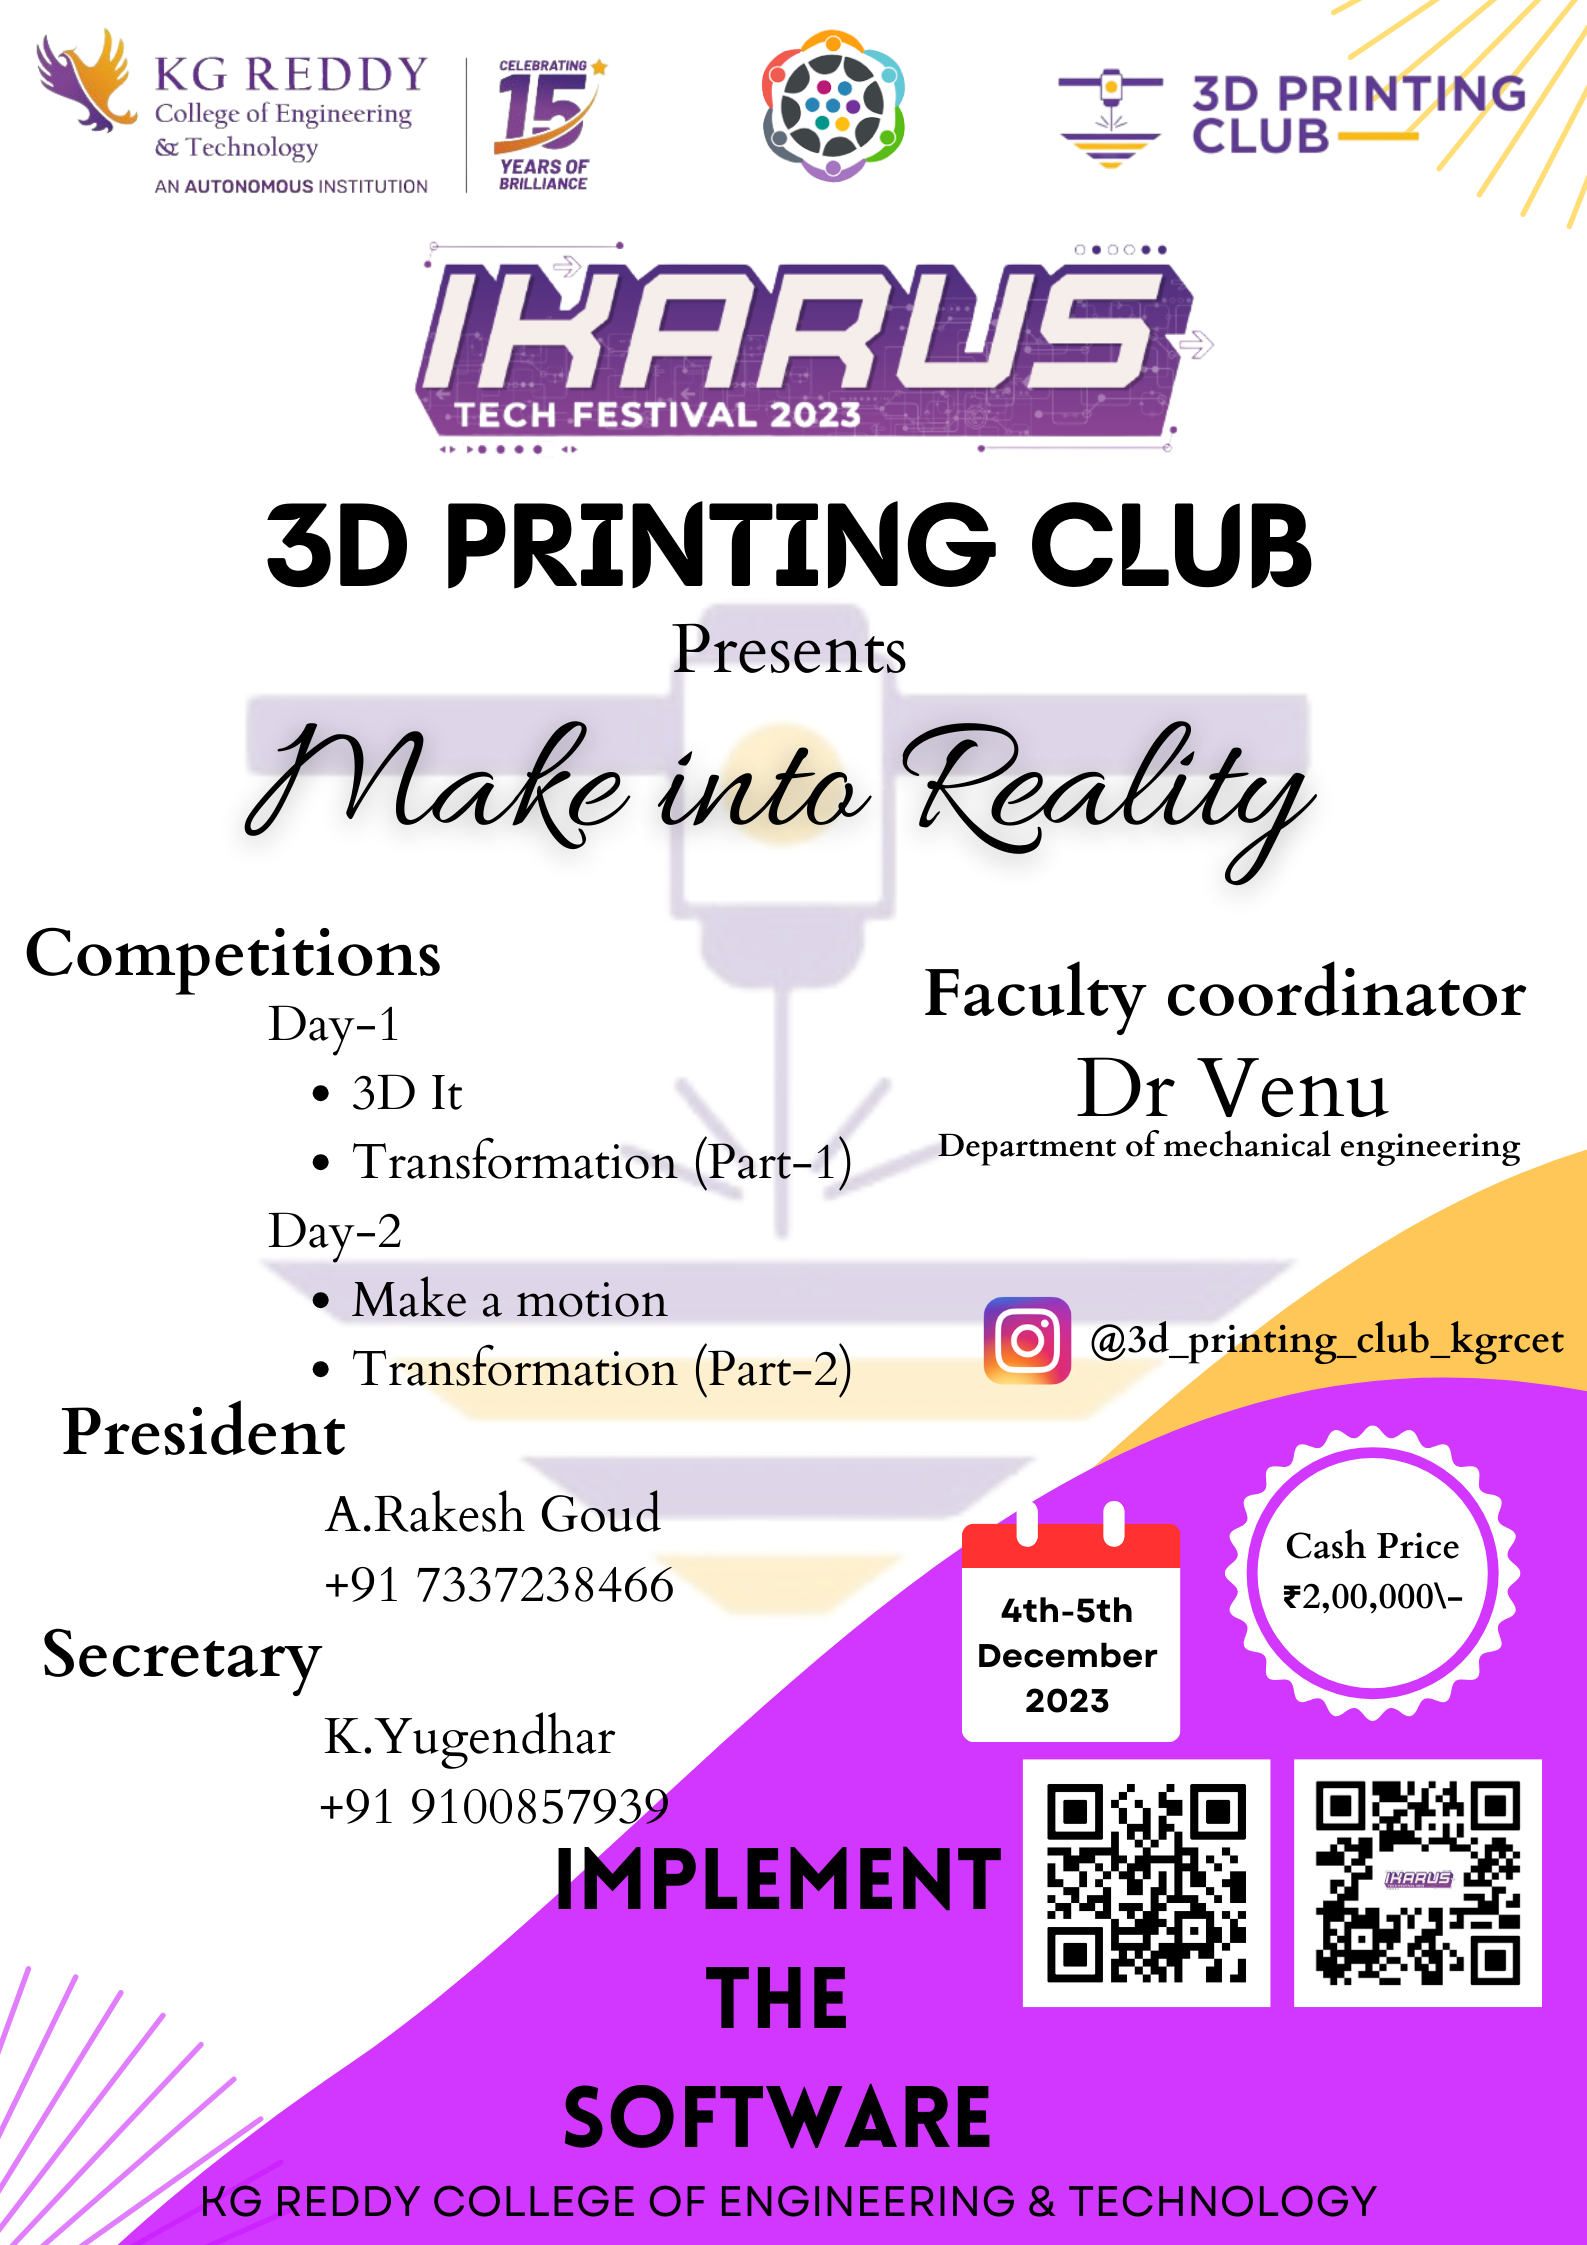 KG REDDY
College of Engineering
& Technology
AN AUTONOMOUS INSTITUTION
CELEBRATING
15
YEARS OF
BRILLIANCE
3D PRINTING
CLUB
IKARUS
TECH FESTIVAL 2023
3D PRINTING CLUB
Presents
Make into Reality
Competitions
Day-1
• 3D It
• Transformation (Part-1)
Day-2
• Make a motion
• Transformation (Part-2)
Faculty coordinator
Dr Venu
Department of mechanical engineering
@3d_printing_club_kgrcet
President
A.Rakesh Goud
+91 7337238466
Secretary
K.Yugendhar
+91 9100857939
4th-5th
December
2023
Cash Price
₹2,00,000\-
IKARUS
IMPLEMENT
THE
SOFTWARE
KG REDDY COLLEGE OF ENGINEERING & TECHNOLOGY